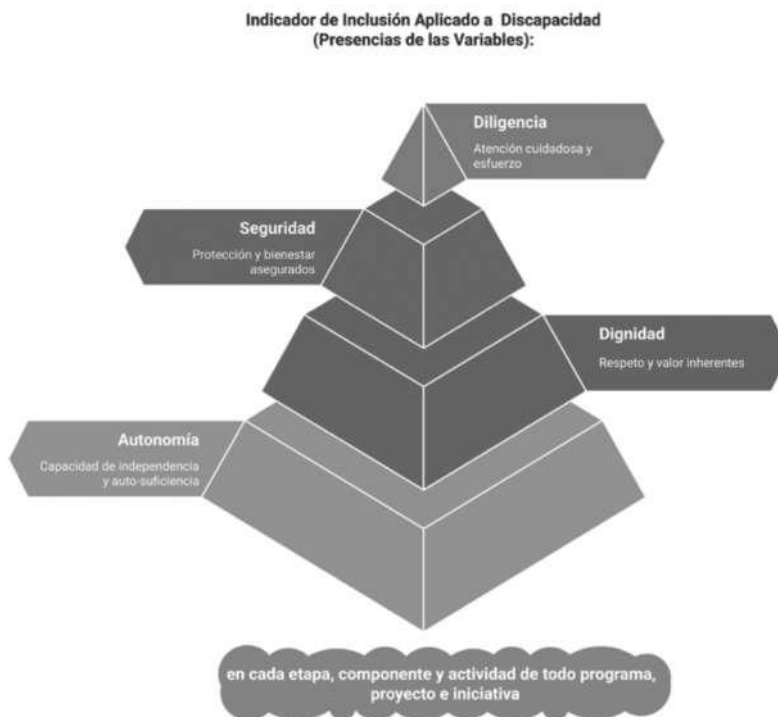 Indicador de Inclusión Aplicado a Discapacidad
(Presencias de las Variables):
Diligencia
Atención cuidadosa y
esfuerzo
Seguridad
Protección y bienestar
asegurados
Dignidad
Respeto y valor inherentes
Autonomía
Capacidad de independencia
y auto-suficiencia
en cada etapa, componente y actividad de todo programa,
proyecto e iniciativa